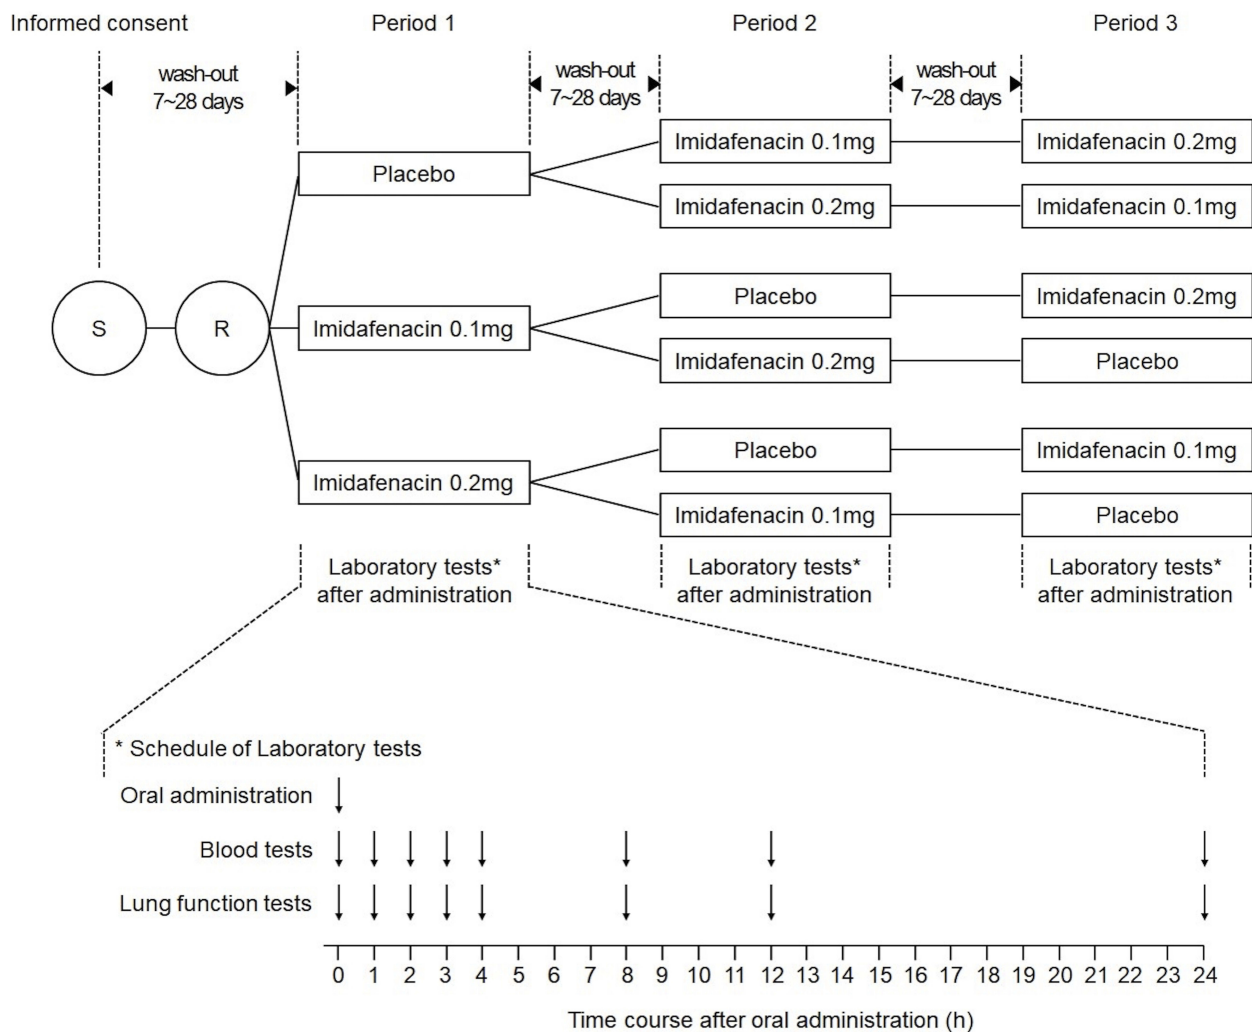 Informed consent
Period 1
Period 2
Period 3
wash-out
7~28 days
wash-out
7~28 days
wash-out
7~28 days
Placebo
Imidafenacin 0.1mg
Imidafenacin 0.2mg
Imidafenacin 0.2mg
Imidafenacin 0.1mg
S
R
Imidafenacin 0.1mg
Placebo
Imidafenacin 0.2mg
Imidafenacin 0.2mg
Placebo
Imidafenacin 0.2mg
Placebo
Imidafenacin 0.1mg
Imidafenacin 0.1mg
Placebo
Laboratory tests*
after administration
Laboratory tests*
after administration
Laboratory tests*
after administration
* Schedule of Laboratory tests
Oral administration
Blood tests
Lung function tests
0 1 2 3 4 5 6 7 8 9 10 11 12 13 14 15 16 17 18 19 20 21 22 23 24
Time course after oral administration (h)